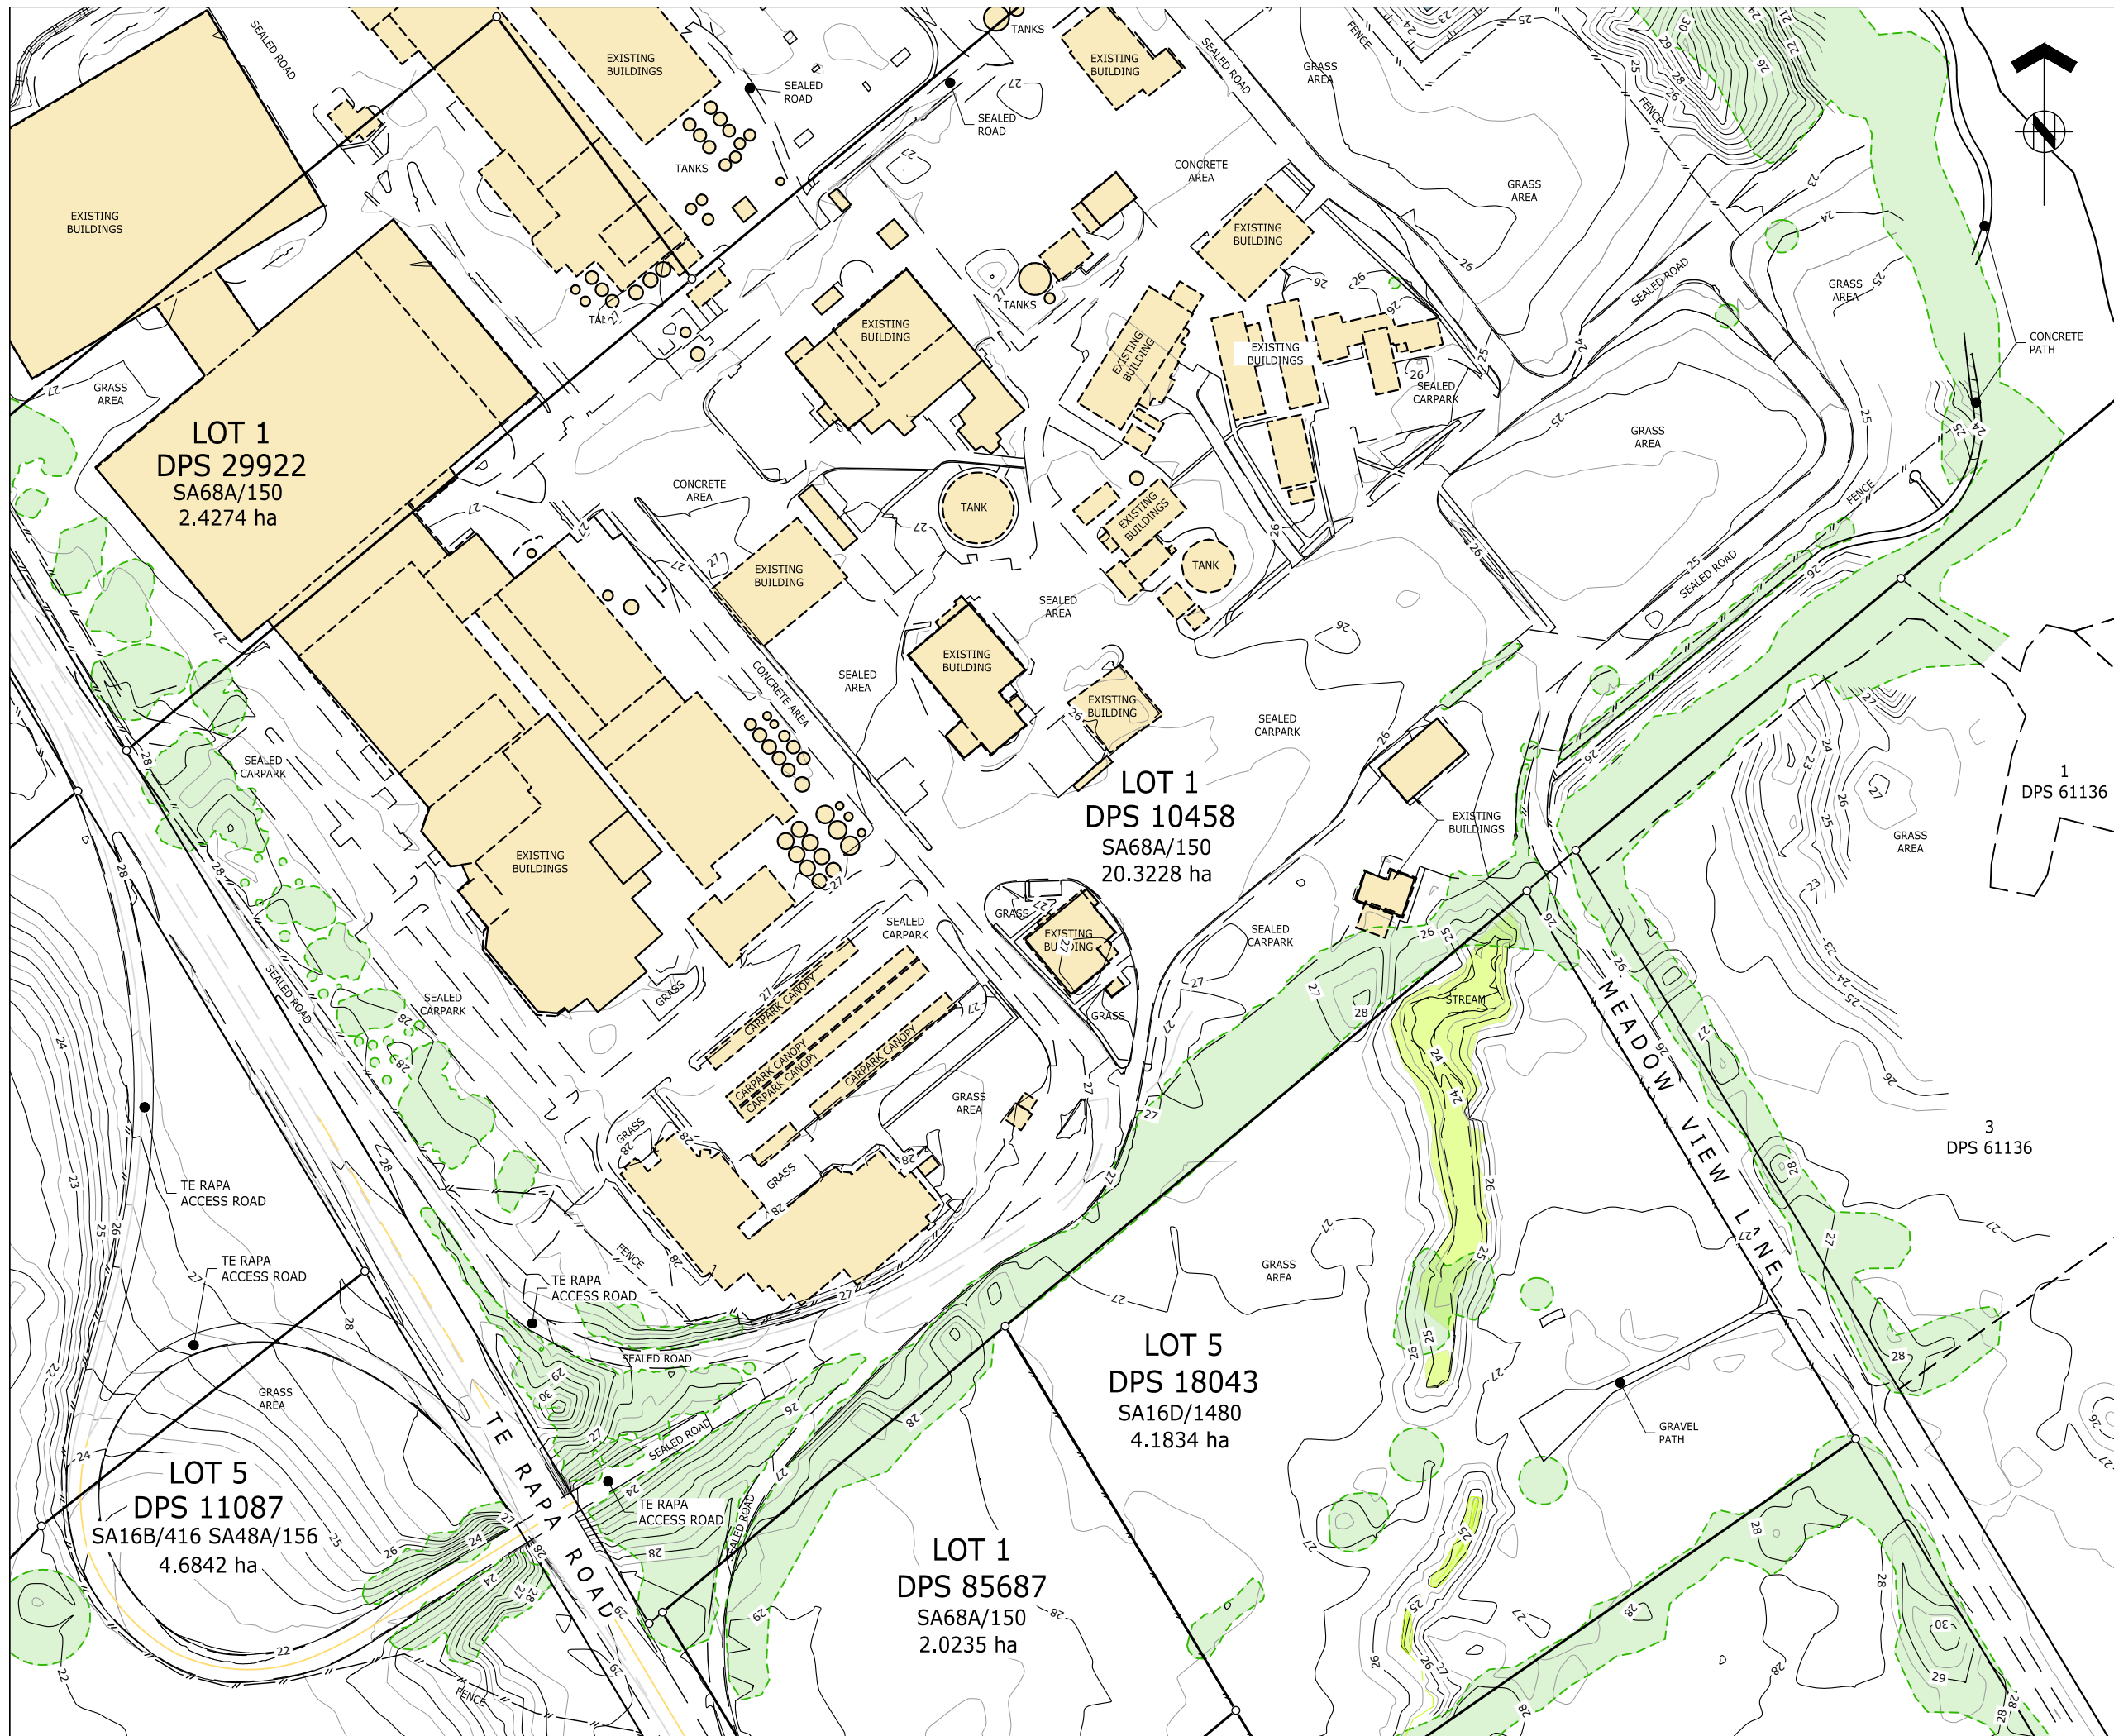 SEALED ROAD
EXISTING
BUILDINGS
SEALED
ROAD
TANKS
TANKS
EXISTING
BUILDING
SEALED
ROAD
SEALED ROAD
FENCE
GRASS
AREA
FENCE
CONCRETE
AREA
GRASS
AREA
EXISTING
BUILDINGS
EXISTING
BUILDING
SEALED ROAD
GRASS
AREA
CONCRETE
PATH
TANKS
EXISTING
BUILDING
EXISTING
BUILDING
EXISTING
BUILDINGS
SEALED
CARPARK
GRASS
AREA
GRASS
AREA
LOT 1
DPS 29922
SA68A/150
2.4274 ha
CONCRETE
AREA
TANK
EXISTING
BUILDINGS
TANK
FENCE
SEALED ROAD
EXISTING
BUILDING
SEALED
AREA
EXISTING
BUILDING
SEALED
AREA
CONCRETE AREA
EXISTING
BUILDING
SEALED
CARPARK
SEALED
CARPARK
LOT 1
DPS 10458
SA68A/150
20.3228 ha
EXISTING
BUILDINGS
1
DPS 61136
GRASS
AREA
EXISTING
BUILDINGS
GRASS
SEALED
CARPARK
EXISTING
BUILDING
SEALED
CARPARK
SEALED ROAD
SEALED
CARPARK
GRASS
CARPARK CANOPY
CARPARK CANOPY
CARPARK CANOPY
CARPARK CANOPY
GRASS
STREAM
MEADOW VIEW LANE
GRASS
AREA
GRASS
GRASS
3
DPS 61136
TE RAPA
ACCESS ROAD
TE RAPA
ACCESS ROAD
FENCE
TE RAPA
ACCESS ROAD
GRASS
AREA
SEALED ROAD
LOT 5
DPS 18043
SA16D/1480
4.1834 ha
GRASS
AREA
GRAVEL
PATH
SEALED ROAD
TE RAPA ROAD
LOT 5
DPS 11087
SA16B/416 SA48A/156
4.6842 ha
TE RAPA
ACCESS ROAD
SEALED ROAD
LOT 1
DPS 85687
SA68A/150
2.0235 ha
FENCE